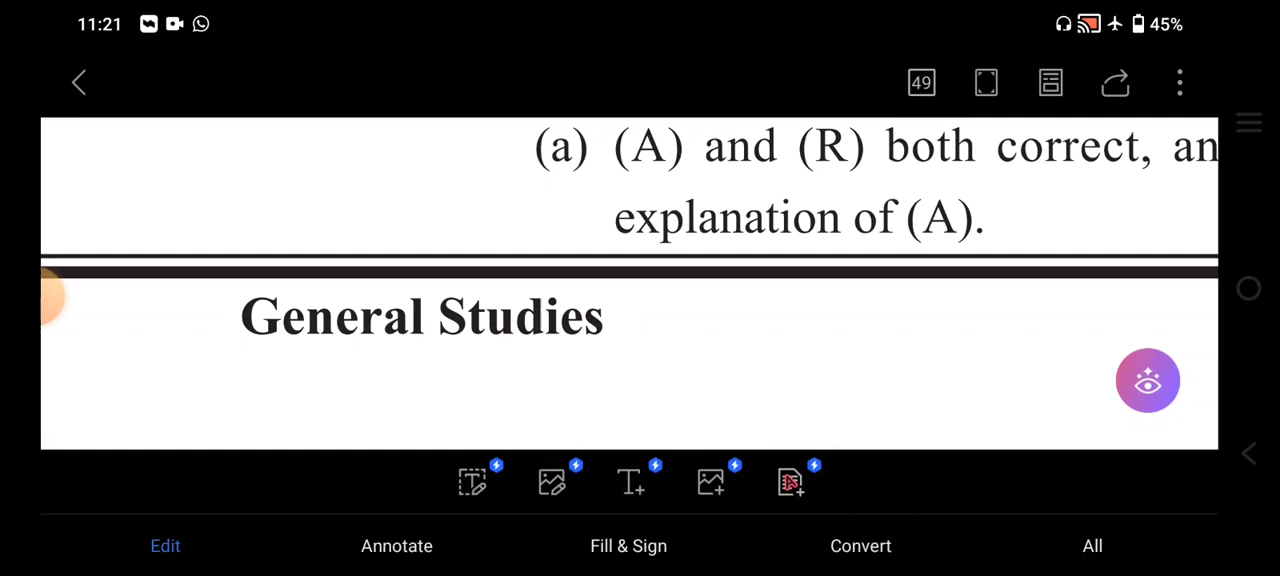 11:21
45%
49
(a) (A) and (R) both correct, an
explanation of (A).
General Studies
Edit
Annotate
Fill & Sign
Convert
All